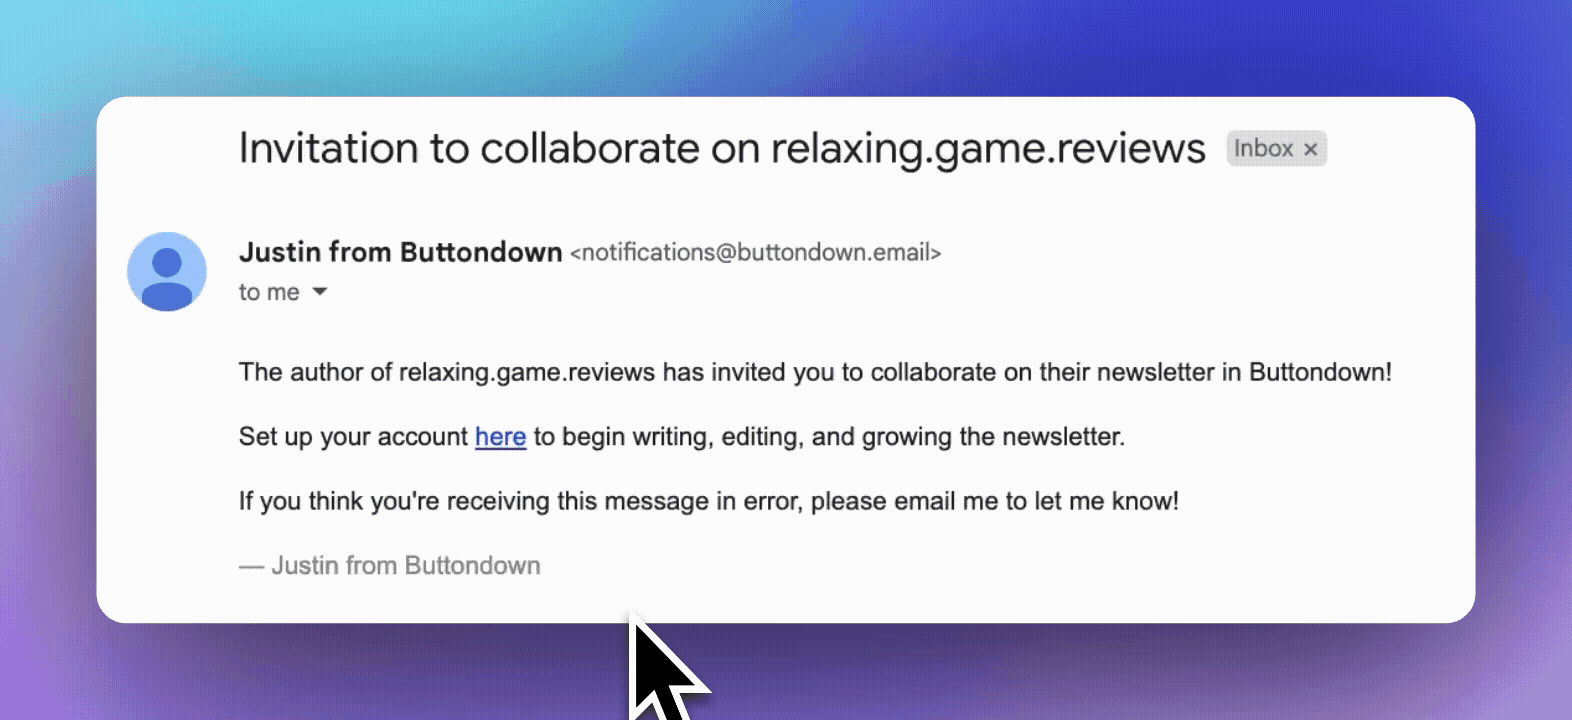 Invitation to collaborate on relaxing.game.reviews Inbox ×
Justin from Buttondown <notifications@buttondown.email>
to me
The author of relaxing.game.reviews has invited you to collaborate on their newsletter in Buttondown!
Set up your account here to begin writing, editing, and growing the newsletter.
If you think you're receiving this message in error, please email me to let me know!
— Justin from Buttondown